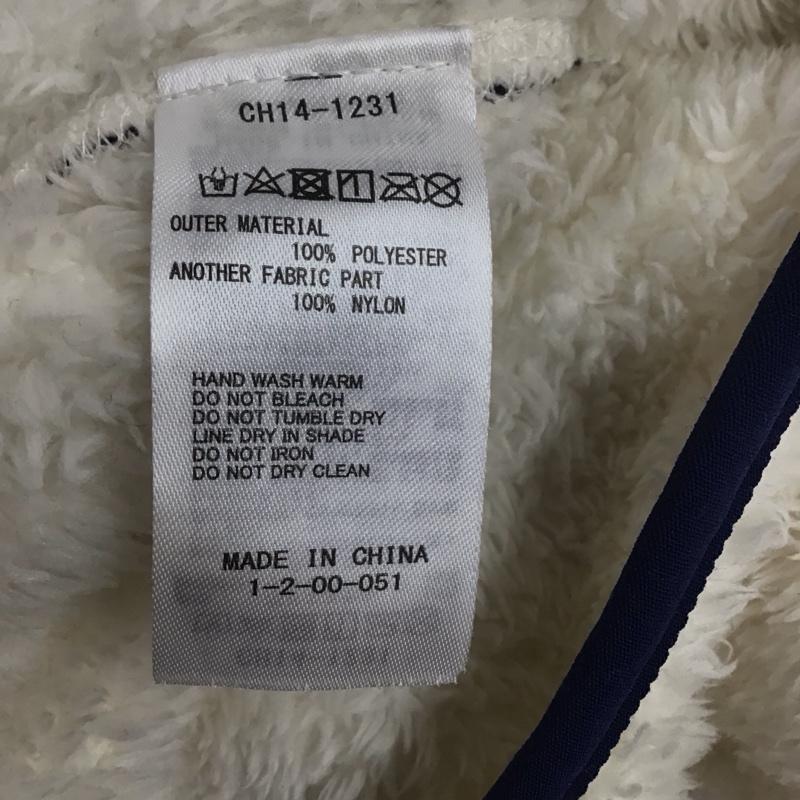 CH14-1231
OUTER MATERIAL
100% POLYESTER
ANOTHER FABRIC PART
100% NYLON
HAND WASH WARM
DO NOT BLEACH
DO NOT TUMBLE DRY
LINE DRY IN SHADE
DO NOT IRON
DO NOT DRY CLEAN
MADE IN CHINA
1-2-00-051